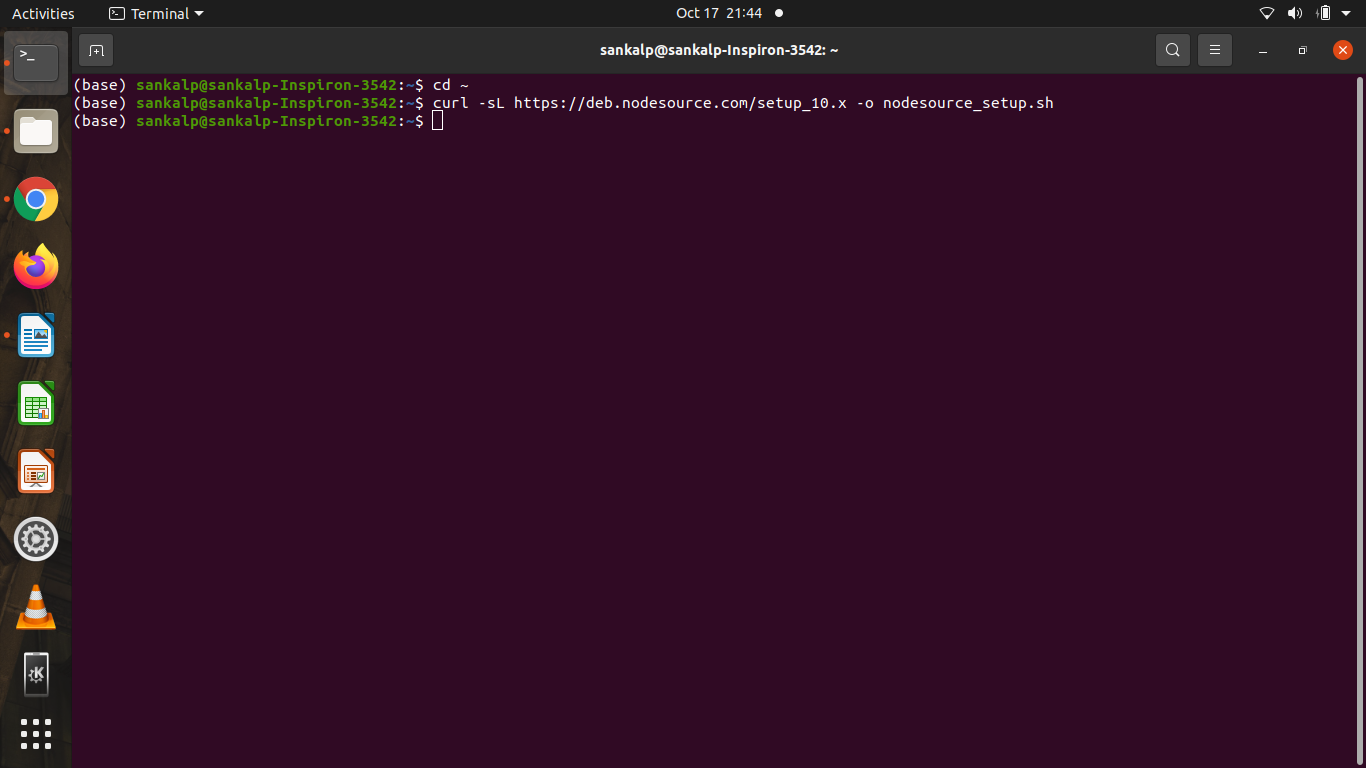 Activities Terminal Oct 17 21:44
sankalp@sankalp-Inspiron-3542: ~
(base) sankalp@sankalp-Inspiron-3542:~$ cd ~
(base) sankalp@sankalp-Inspiron-3542:~$ curl -sL https://deb.nodesource.com/setup_10.x -o nodesource_setup.sh
(base) sankalp@sankalp-Inspiron-3542:~$